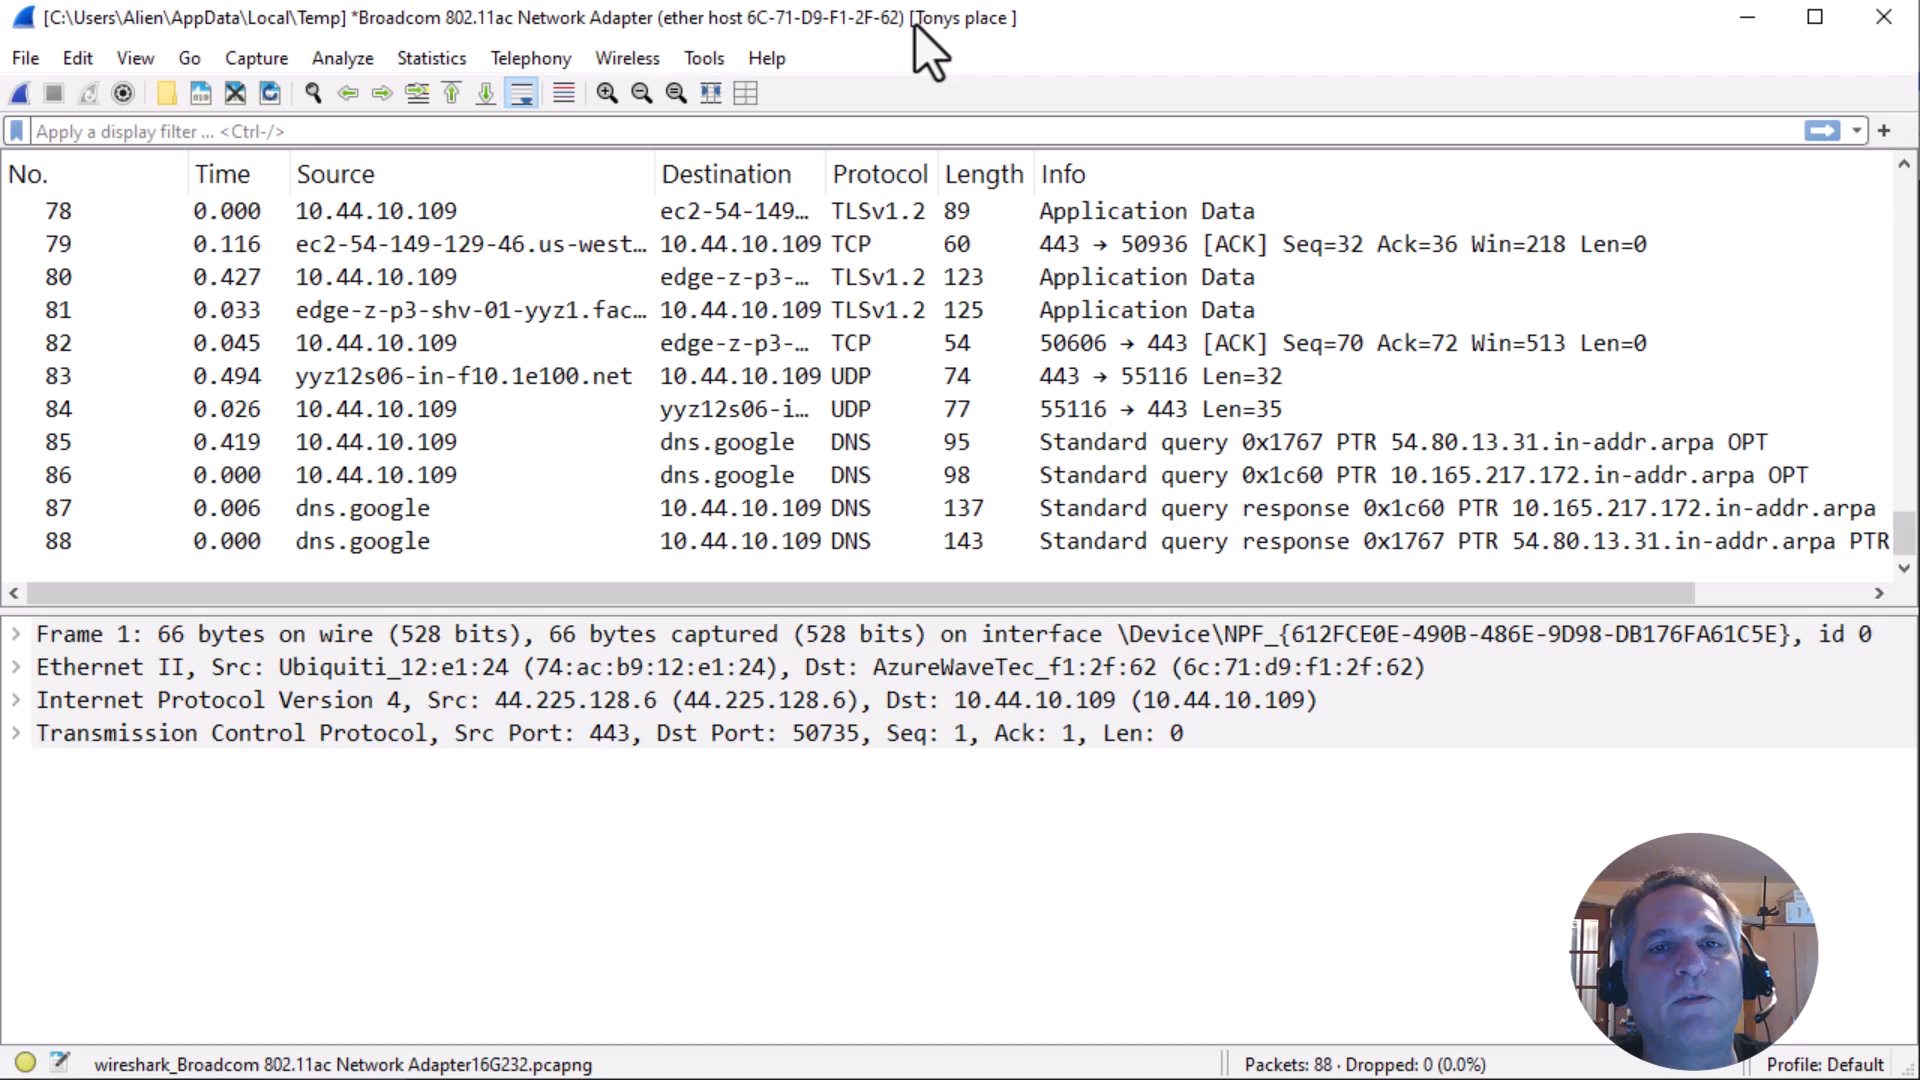 [C:\Users\Alien\AppData\Local\Temp] *Broadcom 802.11ac Network Adapter (ether host 6C-71-D9-F1-2F-62) [Tonys place ]
File Edit View Go Capture Analyze Statistics Telephony Wireless Tools Help
Apply a display filter ... <Ctrl-/>
No. Time Source Destination Protocol Length Info
78 0.000 10.44.10.109 ec2-54-149… TLSv1.2 89 Application Data
79 0.116 ec2-54-149-129-46.us-west… 10.44.10.109 TCP 60 443 → 50936 [ACK] Seq=32 Ack=36 Win=218 Len=0
80 0.427 10.44.10.109 edge-z-p3-… TLSv1.2 123 Application Data
81 0.033 edge-z-p3-shv-01-yyz1.fac… 10.44.10.109 TLSv1.2 125 Application Data
82 0.045 10.44.10.109 edge-z-p3-… TCP 54 50606 → 443 [ACK] Seq=70 Ack=72 Win=513 Len=0
83 0.494 yyz12s06-in-f10.1e100.net 10.44.10.109 UDP 74 443 → 55116 Len=32
84 0.026 10.44.10.109 yyz12s06-i… UDP 77 55116 → 443 Len=35
85 0.419 10.44.10.109 dns.google DNS 95 Standard query 0x1767 PTR 54.80.13.31.in-addr.arpa OPT
86 0.000 10.44.10.109 dns.google DNS 98 Standard query 0x1c60 PTR 10.165.217.172.in-addr.arpa OPT
87 0.006 dns.google 10.44.10.109 DNS 137 Standard query response 0x1c60 PTR 10.165.217.172.in-addr.arpa
88 0.000 dns.google 10.44.10.109 DNS 143 Standard query response 0x1767 PTR 54.80.13.31.in-addr.arpa PTR
Frame 1: 66 bytes on wire (528 bits), 66 bytes captured (528 bits) on interface \Device\NPF_{612FCE0E-490B-486E-9D98-DB176FA61C5E}, id 0
Ethernet II, Src: Ubiquiti_12:e1:24 (74:ac:b9:12:e1:24), Dst: AzureWaveTec_f1:2f:62 (6c:71:d9:f1:2f:62)
Internet Protocol Version 4, Src: 44.225.128.6 (44.225.128.6), Dst: 10.44.10.109 (10.44.10.109)
Transmission Control Protocol, Src Port: 443, Dst Port: 50735, Seq: 1, Ack: 1, Len: 0
wireshark_Broadcom 802.11ac Network Adapter16G232.pcapng
Packets: 88 · Dropped: 0 (0.0%)
Profile: Default